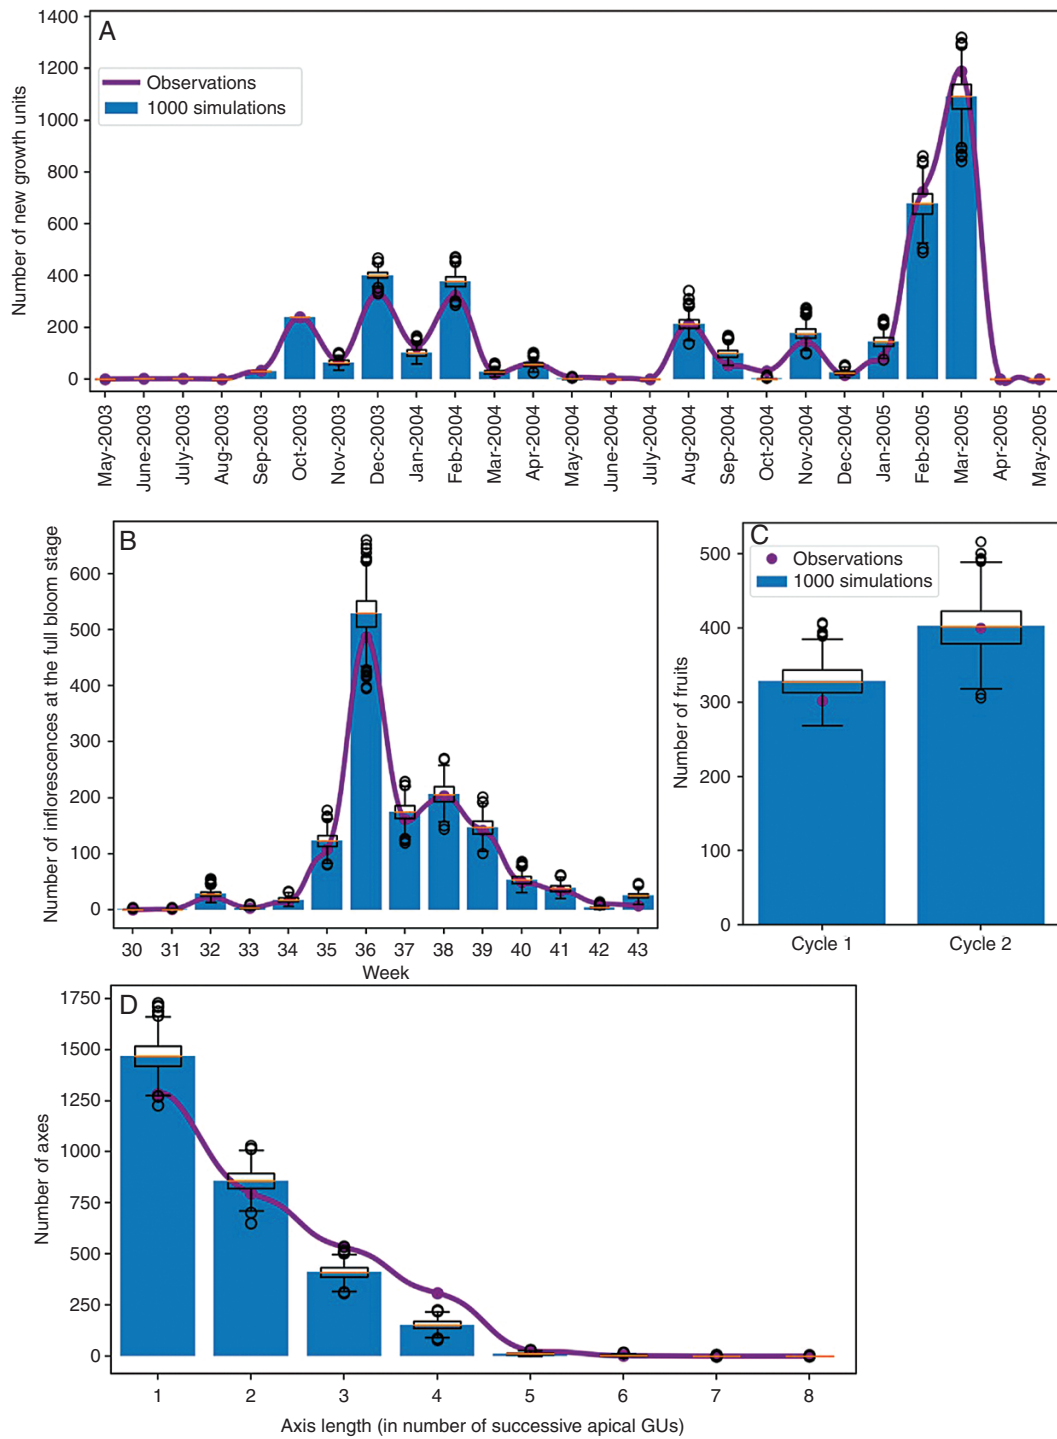 A
Observations
1000 simulations
Number of new growth units
1400
1200
1000
800
600
400
200
0
May-2003
June-2003
July-2003
Aug-2003
Sep-2003
Oct-2003
Nov-2003
Dec-2003
Jan-2004
Feb-2004
Mar-2004
Apr-2004
May-2004
June-2004
July-2004
Aug-2004
Sep-2004
Oct-2004
Nov-2004
Dec-2004
Jan-2005
Feb-2005
Mar-2005
Apr-2005
May-2005
B
Number of inflorescences at the full bloom stage
600
500
400
300
200
100
0
30 31 32 33 34 35 36 37 38 39 40 41 42 43
Week
C
Observations
1000 simulations
Number of fruits
500
400
300
200
100
0
Cycle 1 Cycle 2
D
Number of axes
1750
1500
1250
1000
750
500
250
0
1 2 3 4 5 6 7 8
Axis length (in number of successive apical GUs)